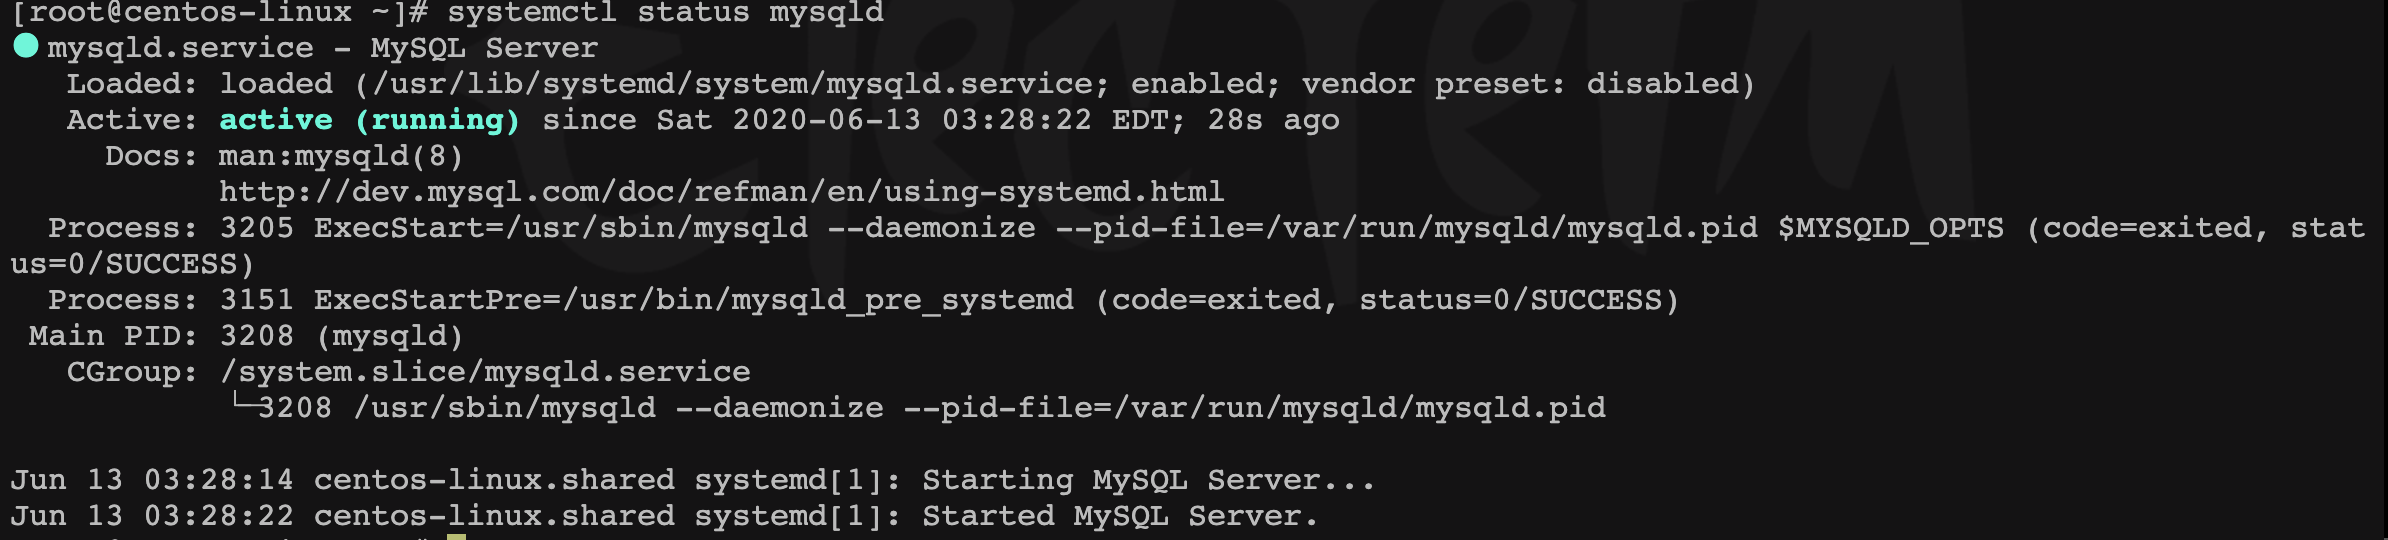 [root@centos-linux ~]# systemctl status mysqld
● mysqld.service - MySQL Server
   Loaded: loaded (/usr/lib/systemd/system/mysqld.service; enabled; vendor preset: disabled)
   Active: active (running) since Sat 2020-06-13 03:28:22 EDT; 28s ago
     Docs: man:mysqld(8)
           http://dev.mysql.com/doc/refman/en/using-systemd.html
  Process: 3205 ExecStart=/usr/sbin/mysqld --daemonize --pid-file=/var/run/mysqld/mysqld.pid $MYSQLD_OPTS (code=exited, stat
us=0/SUCCESS)
  Process: 3151 ExecStartPre=/usr/bin/mysqld_pre_systemd (code=exited, status=0/SUCCESS)
 Main PID: 3208 (mysqld)
   CGroup: /system.slice/mysqld.service
           └─3208 /usr/sbin/mysqld --daemonize --pid-file=/var/run/mysqld/mysqld.pid

Jun 13 03:28:14 centos-linux.shared systemd[1]: Starting MySQL Server...
Jun 13 03:28:22 centos-linux.shared systemd[1]: Started MySQL Server.